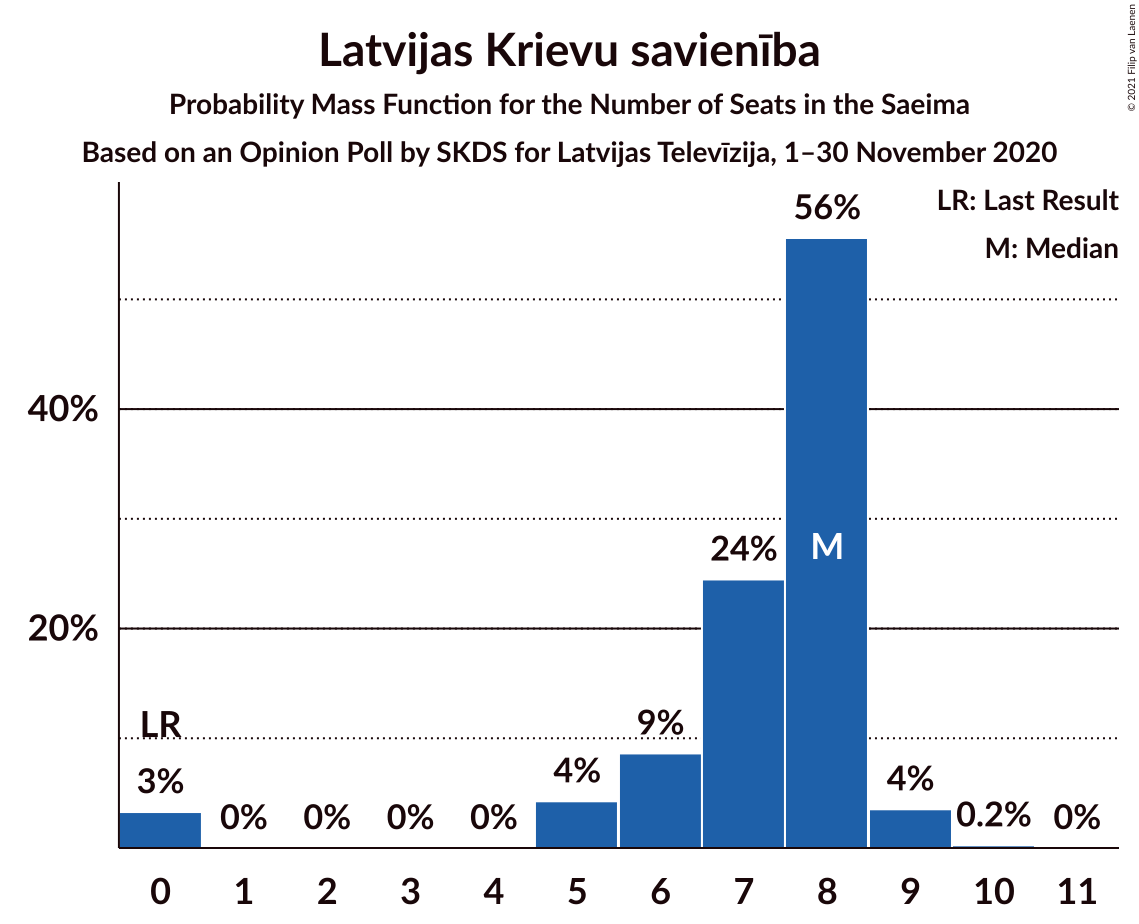 Latvijas Krievu savienība
Probability Mass Function for the Number of Seats in the Saeima
Based on an Opinion Poll by SKDS for Latvijas Televīzija, 1–30 November 2020
© 2021 Filip van Laenen
LR: Last Result
M: Median
56%
40%
24%
M
20%
LR
9%
3%
0%
0%
0%
0%
4%
4%
0.2%
0%
0 1 2 3 4 5 6 7 8 9 10 11